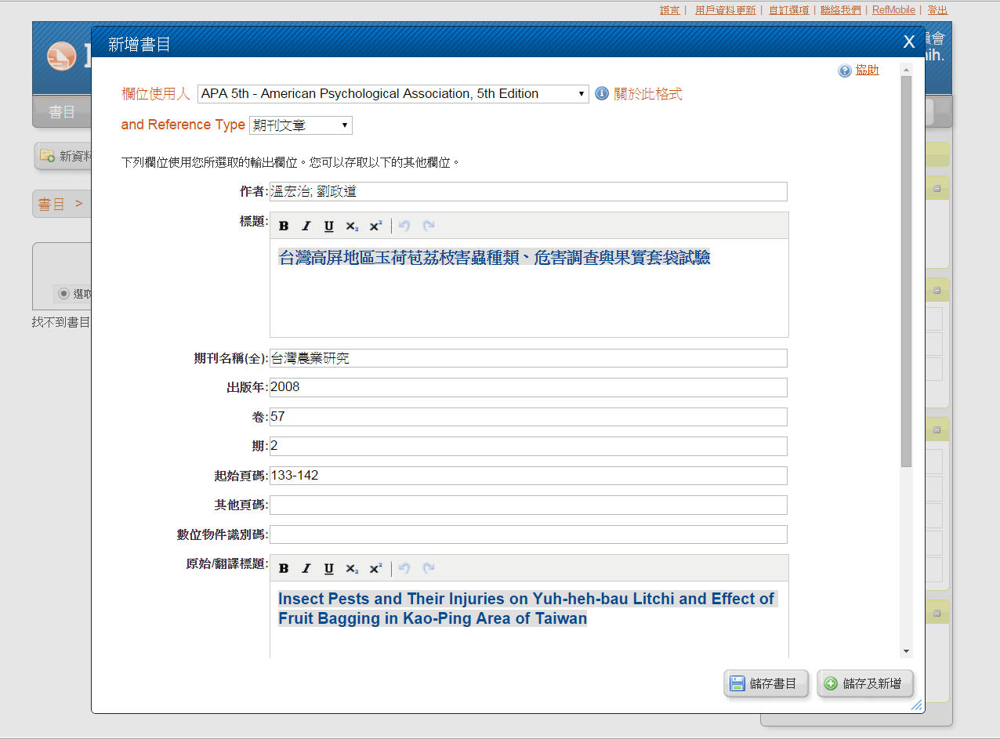 語言 | 用戶資料更新 | 自訂選項 | 聯絡我們 | RefMobile | 登出
新增書目 X
員會
nih.
協助
欄位使用人 APA 5th - American Psychological Association, 5th Edition 關於此格式
書目
and Reference Type 期刊文章
新資料
下列欄位使用您所選取的輸出欄位。您可以存取以下的其他欄位。
作者: 溫宏治; 劉政道
書目 >
標題: B I U X₂ X²
台灣高屏地區玉荷苞荔枝害蟲種類、危害調查與果實套袋試驗
選取
找不到書目
期刊名稱(全): 台灣農業研究
出版年: 2008
卷: 57
期: 2
起始頁碼: 133-142
其他頁碼:
數位物件識別碼:
原始/翻譯標題: B I U X₂ X²
Insect Pests and Their Injuries on Yuh-heh-bau Litchi and Effect of
Fruit Bagging in Kao-Ping Area of Taiwan
儲存書目 儲存及新增